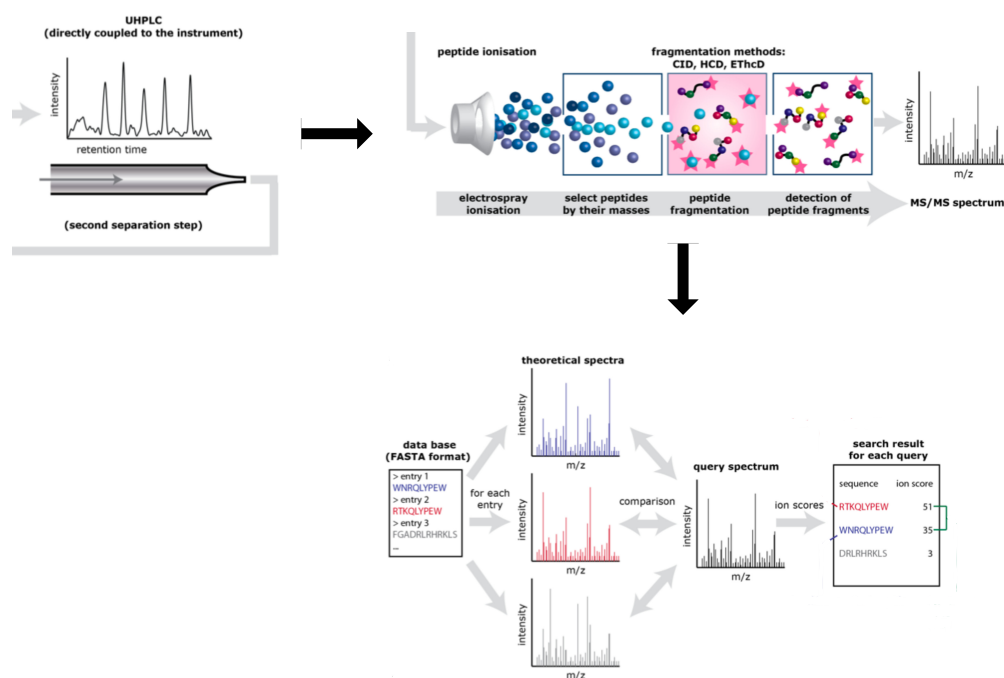 UHPLC
(directly coupled to the instrument)
intensity
retention time
(second separation step)
peptide ionisation
fragmentation methods:
CID, HCD, EThcD
electrospray
ionisation
select peptides
by their masses
peptide
fragmentation
detection of
peptide fragments
intensity
m/z
MS/MS spectrum
theoretical spectra
intensity
m/z
data base
(FASTA format)
> entry 1
WNRQLYPEW
> entry 2
RTKQLYPEW
> entry 3
FGADRLRHRKLS
...
for each
entry
intensity
m/z
comparison
query spectrum
intensity
m/z
ion scores
search result
for each query
sequence ion score
RTKQLYPEW 51
WNRQLYPEW 35
DRLRHRKLS 3
intensity
m/z